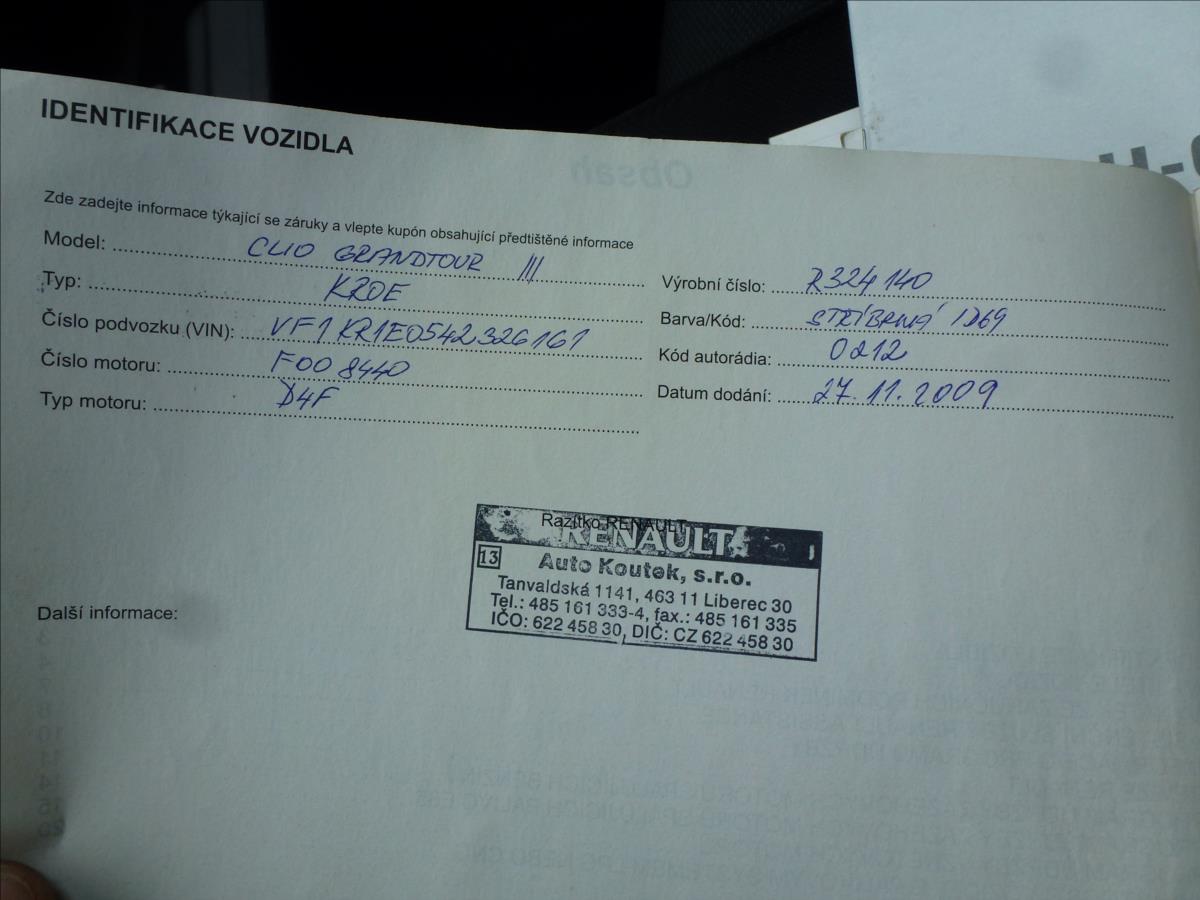 IDENTIFIKACE VOZIDLA
Obsah
Zde zadejte informace týkající se záruky a vlepte kupón obsahující předtištěné informace
Model: CLIO GRANDTOUR III
Typ: KR0E
Číslo podvozku (VIN): VF1KR1E0542326161
Číslo motoru: F008440
Typ motoru: D4F
Výrobní číslo: R324140
Barva/Kód: STŘÍBRNÁ D69
Kód autorádia: 0212
Datum dodání: 27.11.2009
Razítko RENAULT
RENAULT
13
Auto Koutek, s.r.o.
Tanvaldská 1141, 463 11 Liberec 30
Tel.: 485 161 333-4, fax.: 485 161 335
IČO: 622 458 30, DIČ: CZ 622 458 30
Další informace: